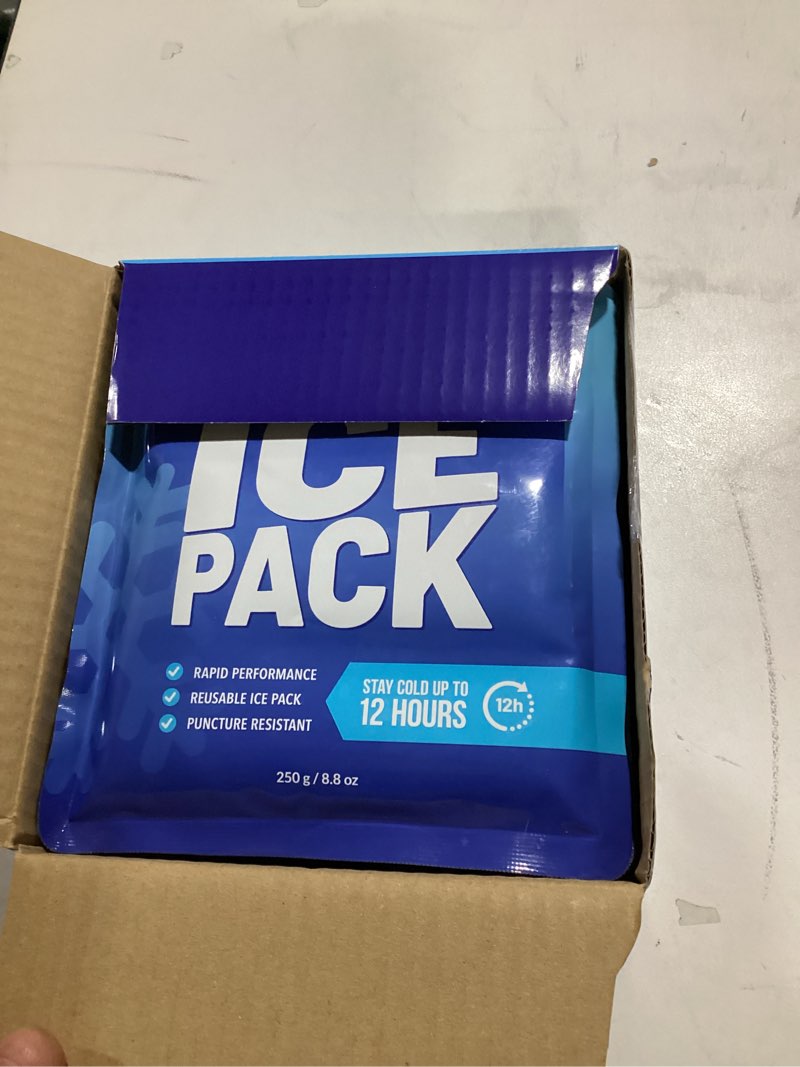 ICE
PACK
RAPID PERFORMANCE
REUSABLE ICE PACK
PUNCTURE RESISTANT
STAY COLD UP TO
12 HOURS
12h
250 g / 8.8 oz